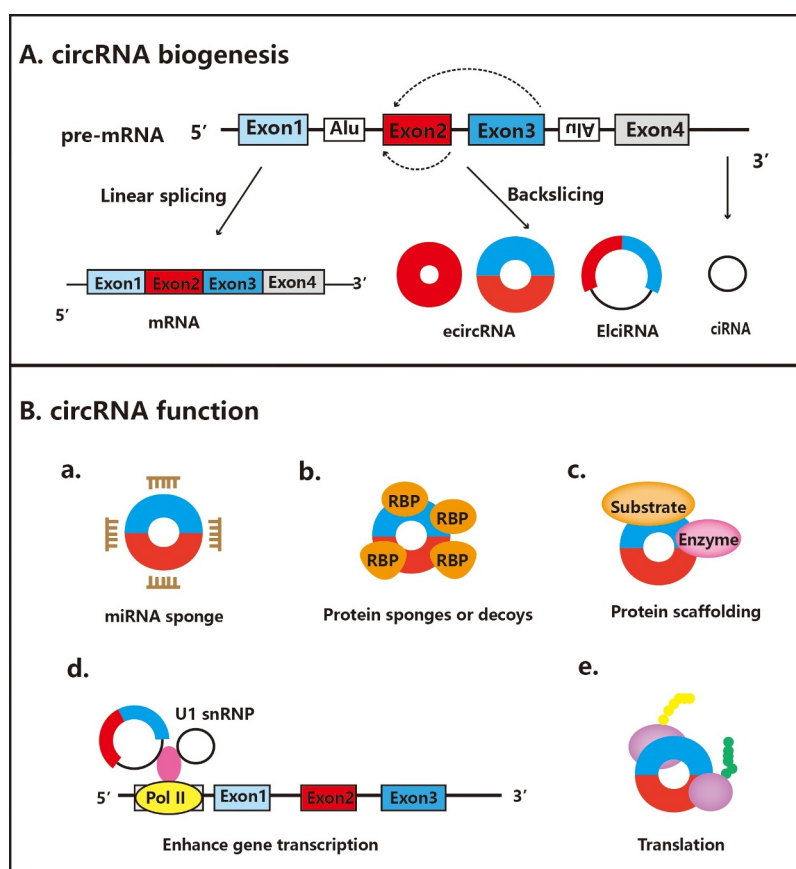 A. circRNA biogenesis
pre-mRNA 5′ Exon1 Alu Exon2 Exon3 Alu Exon4 3′
Linear splicing
Backslicing
5′ Exon1 Exon2 Exon3 Exon4 3′
mRNA
ecircRNA
ElciRNA
ciRNA
B. circRNA function
a.
miRNA sponge
b.
RBP
RBP
RBP
RBP
Protein sponges or decoys
c.
Substrate
Enzyme
Protein scaffolding
d.
U1 snRNP
5′ Pol II Exon1 Exon2 Exon3 3′
Enhance gene transcription
e.
Translation